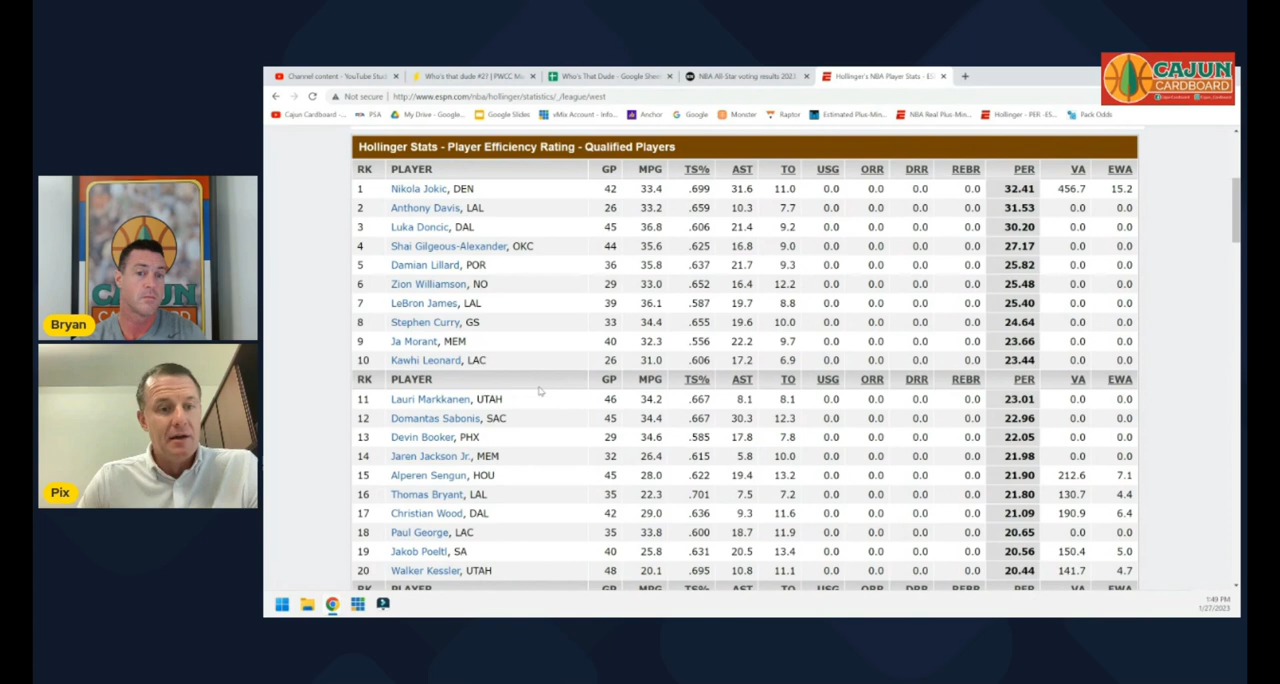 CAJUN
CARDBOARD
Channel content - YouTube Stud
Who's that dude #2? | PWCC M
Who's That Dude - Google Shee
NBA All-Star voting results 2023
Hollinger's NBA Player Stats - ES
Not secure | http://www.espn.com/nba/hollinger/statistics/_/league/west
Cajun Cardboard -... PSA My Drive - Google... Google Slides vMix Account - Info... Anchor Google Monster Raptor Estimated Plus-Min... NBA Real Plus-Min... Hollinger - PER -ES... Pack Odds
Hollinger Stats - Player Efficiency Rating - Qualified Players
RK PLAYER GP MPG TS% AST TO USG ORR DRR REBR PER VA EWA
1 Nikola Jokic, DEN 42 33.4 .699 31.6 11.0 0.0 0.0 0.0 0.0 32.41 456.7 15.2
2 Anthony Davis, LAL 26 33.2 .659 10.3 7.7 0.0 0.0 0.0 0.0 31.53 0.0 0.0
3 Luka Doncic, DAL 45 36.8 .606 21.4 9.2 0.0 0.0 0.0 0.0 30.20 0.0 0.0
4 Shai Gilgeous-Alexander, OKC 44 35.6 .625 16.8 9.0 0.0 0.0 0.0 0.0 27.17 0.0 0.0
5 Damian Lillard, POR 36 35.8 .637 21.7 9.3 0.0 0.0 0.0 0.0 25.82 0.0 0.0
6 Zion Williamson, NO 29 33.0 .652 16.4 12.2 0.0 0.0 0.0 0.0 25.48 0.0 0.0
7 LeBron James, LAL 39 36.1 .587 19.7 8.8 0.0 0.0 0.0 0.0 25.40 0.0 0.0
8 Stephen Curry, GS 33 34.4 .655 19.6 10.0 0.0 0.0 0.0 0.0 24.64 0.0 0.0
9 Ja Morant, MEM 40 32.3 .556 22.2 9.7 0.0 0.0 0.0 0.0 23.66 0.0 0.0
10 Kawhi Leonard, LAC 26 31.0 .606 17.2 6.9 0.0 0.0 0.0 0.0 23.44 0.0 0.0
RK PLAYER GP MPG TS% AST TO USG ORR DRR REBR PER VA EWA
11 Lauri Markkanen, UTAH 46 34.2 .667 8.1 8.1 0.0 0.0 0.0 0.0 23.01 0.0 0.0
12 Domantas Sabonis, SAC 45 34.4 .667 30.3 12.3 0.0 0.0 0.0 0.0 22.96 0.0 0.0
13 Devin Booker, PHX 29 34.6 .585 17.8 7.8 0.0 0.0 0.0 0.0 22.05 0.0 0.0
14 Jaren Jackson Jr., MEM 32 26.4 .615 5.8 10.0 0.0 0.0 0.0 0.0 21.98 0.0 0.0
15 Alperen Sengun, HOU 45 28.0 .622 19.4 13.2 0.0 0.0 0.0 0.0 21.90 212.6 7.1
16 Thomas Bryant, LAL 35 22.3 .701 7.5 7.2 0.0 0.0 0.0 0.0 21.80 130.7 4.4
17 Christian Wood, DAL 42 29.0 .636 9.3 11.6 0.0 0.0 0.0 0.0 21.09 190.9 6.4
18 Paul George, LAC 35 33.8 .600 18.7 11.9 0.0 0.0 0.0 0.0 20.65 0.0 0.0
19 Jakob Poeltl, SA 40 25.8 .631 20.5 13.4 0.0 0.0 0.0 0.0 20.56 150.4 5.0
20 Walker Kessler, UTAH 48 20.1 .695 10.8 11.1 0.0 0.0 0.0 0.0 20.44 141.7 4.7
RK PLAYER GP MPG TS% AST TO USG ORR DRR REBR PER VA EWA
Bryan
Pix
1:49 PM
1/27/2023